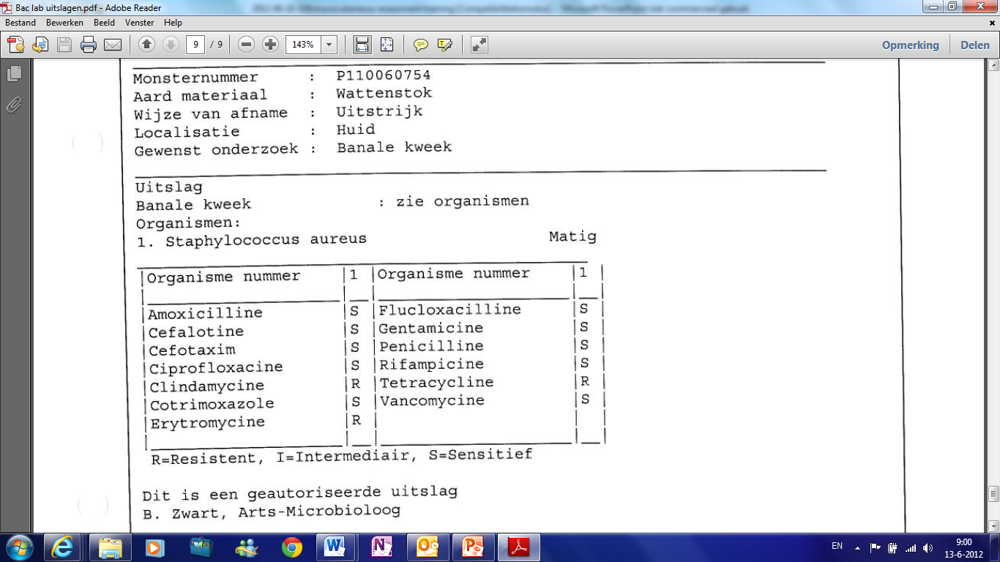 Bac lab uitslagen.pdf - Adobe Reader
Bestand Bewerken Beeld Venster Help
9 / 9 143% Opmerking Delen
Monsternummer : P110060754
Aard materiaal : Wattenstok
Wijze van afname : Uitstrijk
Localisatie : Huid
Gewenst onderzoek : Banale kweek
Uitslag
Banale kweek : zie organismen
Organismen:
1. Staphylococcus aureus Matig
Organisme nummer 1 Organisme nummer 1
Amoxicilline S Flucloxacilline S
Cefalotine S Gentamicine S
Cefotaxim S Penicilline S
Ciprofloxacine S Rifampicine S
Clindamycine R Tetracycline R
Cotrimoxazole S Vancomycine S
Erytromycine R
R=Resistent, I=Intermediair, S=Sensitief
Dit is een geautoriseerde uitslag
B. Zwart, Arts-Microbioloog
EN 9:00
13-6-2012